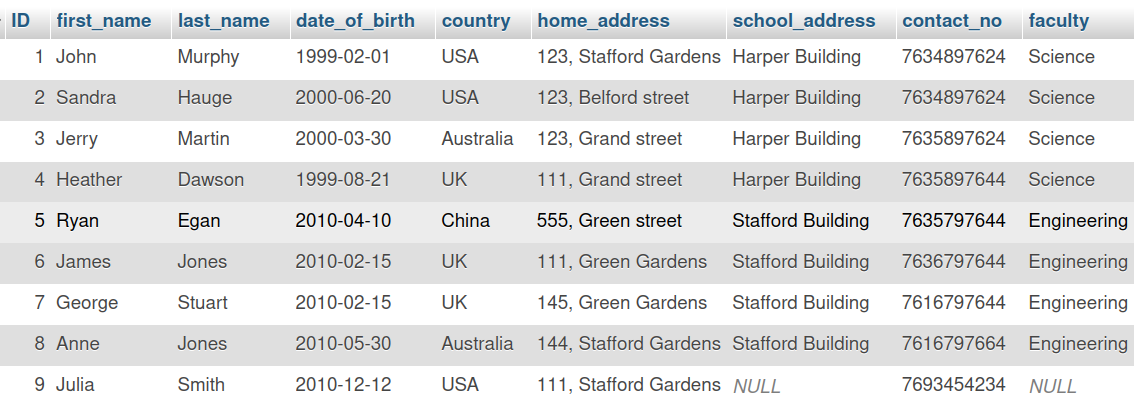 ID first_name last_name date_of_birth country home_address school_address contact_no faculty
1 John Murphy 1999-02-01 USA 123, Stafford Gardens Harper Building 7634897624 Science
2 Sandra Hauge 2000-06-20 USA 123, Belford street Harper Building 7634897624 Science
3 Jerry Martin 2000-03-30 Australia 123, Grand street Harper Building 7635897624 Science
4 Heather Dawson 1999-08-21 UK 111, Grand street Harper Building 7635897644 Science
5 Ryan Egan 2010-04-10 China 555, Green street Stafford Building 7635797644 Engineering
6 James Jones 2010-02-15 UK 111, Green Gardens Stafford Building 7636797644 Engineering
7 George Stuart 2010-02-15 UK 145, Green Gardens Stafford Building 7616797644 Engineering
8 Anne Jones 2010-05-30 Australia 144, Stafford Gardens Stafford Building 7616797664 Engineering
9 Julia Smith 2010-12-12 USA 111, Stafford Gardens NULL 7693454234 NULL